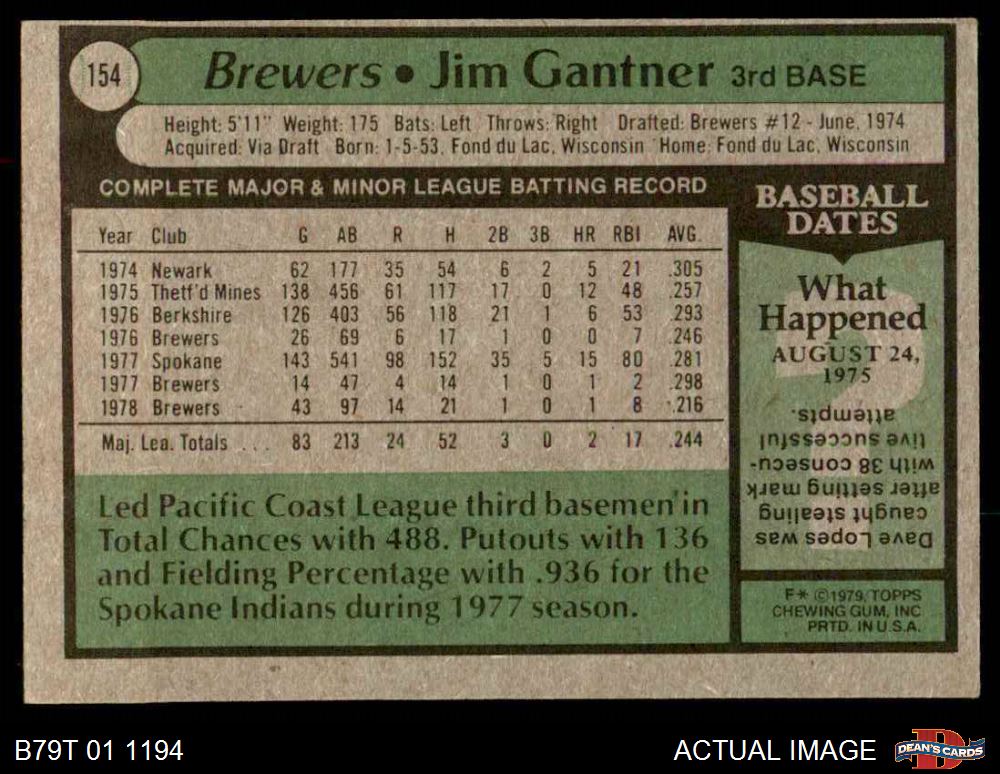 154
Brewers • Jim Gantner 3rd BASE
Height: 5'11" Weight: 175 Bats: Left Throws: Right Drafted: Brewers #12 - June, 1974
Acquired: Via Draft Born: 1-5-53, Fond du Lac, Wisconsin Home: Fond du Lac, Wisconsin
COMPLETE MAJOR & MINOR LEAGUE BATTING RECORD
Year Club G AB R H 2B 3B HR RBI AVG.
1974 Newark 62 177 35 54 6 2 5 21 .305
1975 Thetf'd Mines 138 456 61 117 17 0 12 48 .257
1976 Berkshire 126 403 56 118 21 1 6 53 .293
1976 Brewers 26 69 6 17 1 0 0 7 .246
1977 Spokane 143 541 98 152 35 5 15 80 .281
1977 Brewers 14 47 4 14 1 0 1 2 .298
1978 Brewers 43 97 14 21 1 0 1 8 .216
Maj. Lea. Totals ... 83 213 24 52 3 0 2 17 .244
Led Pacific Coast League third basemen in
Total Chances with 488. Putouts with 136
and Fielding Percentage with .936 for the
Spokane Indians during 1977 season.
BASEBALL
DATES
What
Happened
AUGUST 24,
1975
Dave Lopes was
caught stealing
after setting mark
with 38 consecu-
tive successful
attempts.
F* ©1979, TOPPS
CHEWING GUM, INC
PRTD. IN U.S.A.
B79T 01 1194
ACTUAL IMAGE
D
DEAN'S CARDS